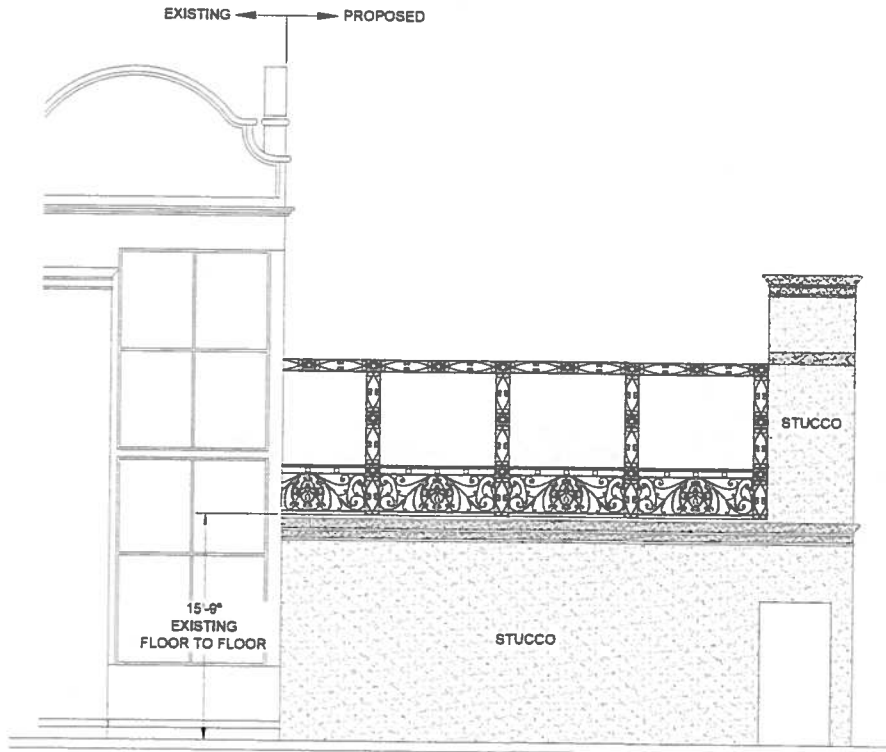 EXISTING
PROPOSED
STUCCO
15'-9"
EXISTING
FLOOR TO FLOOR
STUCCO